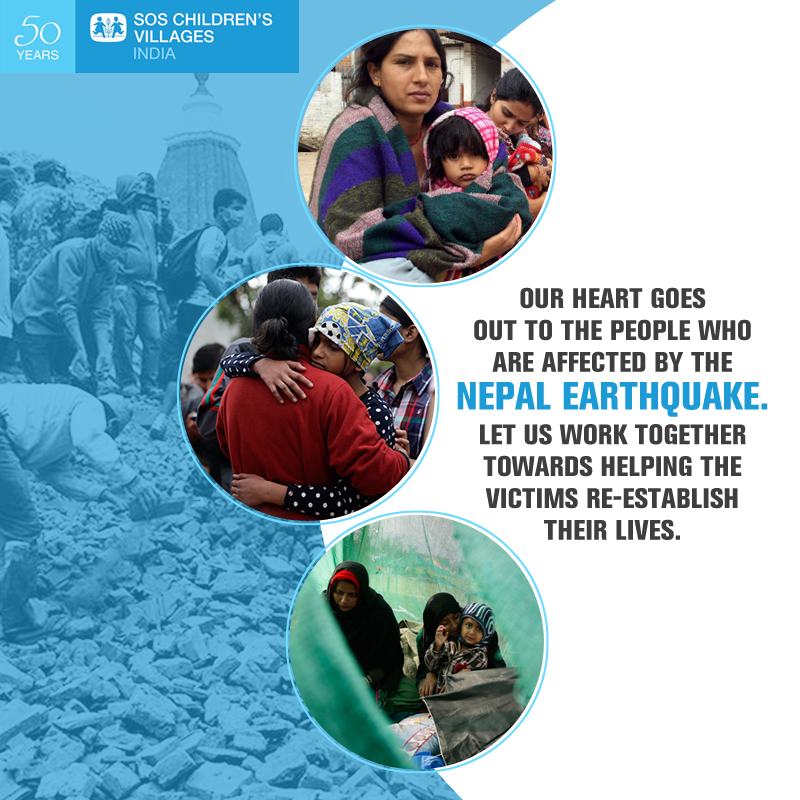 50
YEARS
SOS CHILDREN'S
VILLAGES
INDIA
OUR HEART GOES
OUT TO THE PEOPLE WHO
ARE AFFECTED BY THE
NEPAL EARTHQUAKE.
LET US WORK TOGETHER
TOWARDS HELPING THE
VICTIMS RE-ESTABLISH
THEIR LIVES.